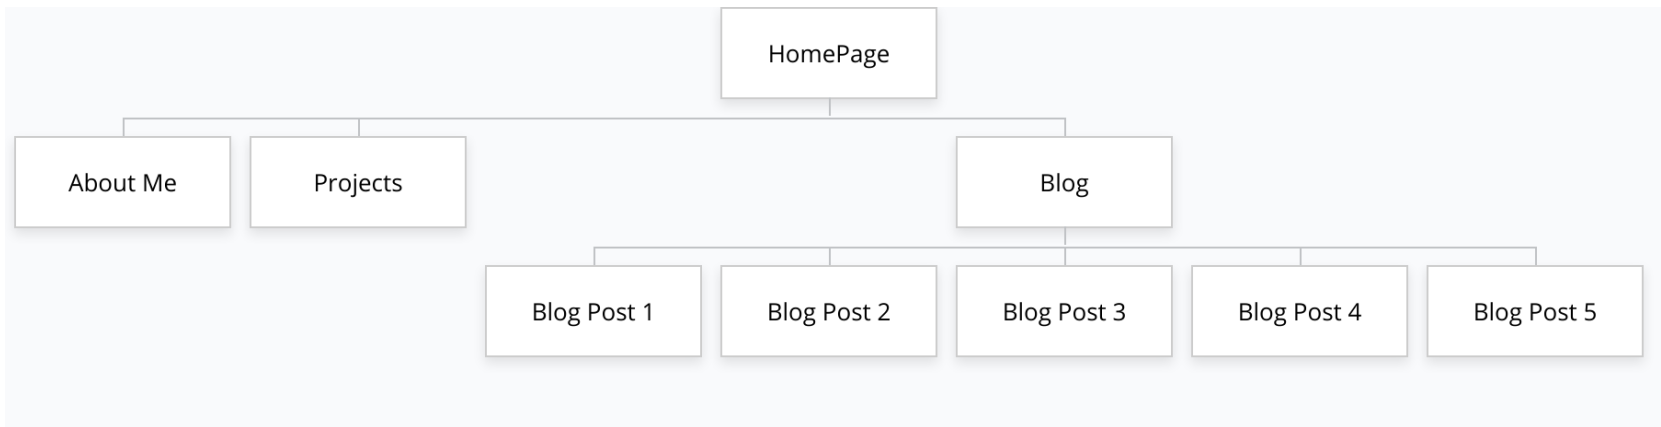 HomePage
About Me
Projects
Blog
Blog Post 1
Blog Post 2
Blog Post 3
Blog Post 4
Blog Post 5